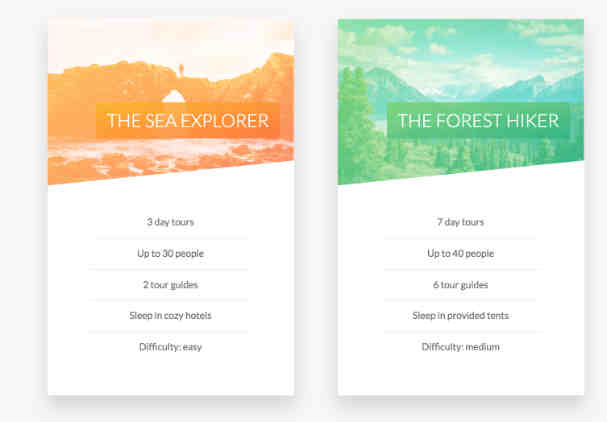 THE SEA EXPLORER
3 day tours
Up to 30 people
2 tour guides
Sleep in cozy hotels
Difficulty: easy
THE FOREST HIKER
7 day tours
Up to 40 people
6 tour guides
Sleep in provided tents
Difficulty: medium